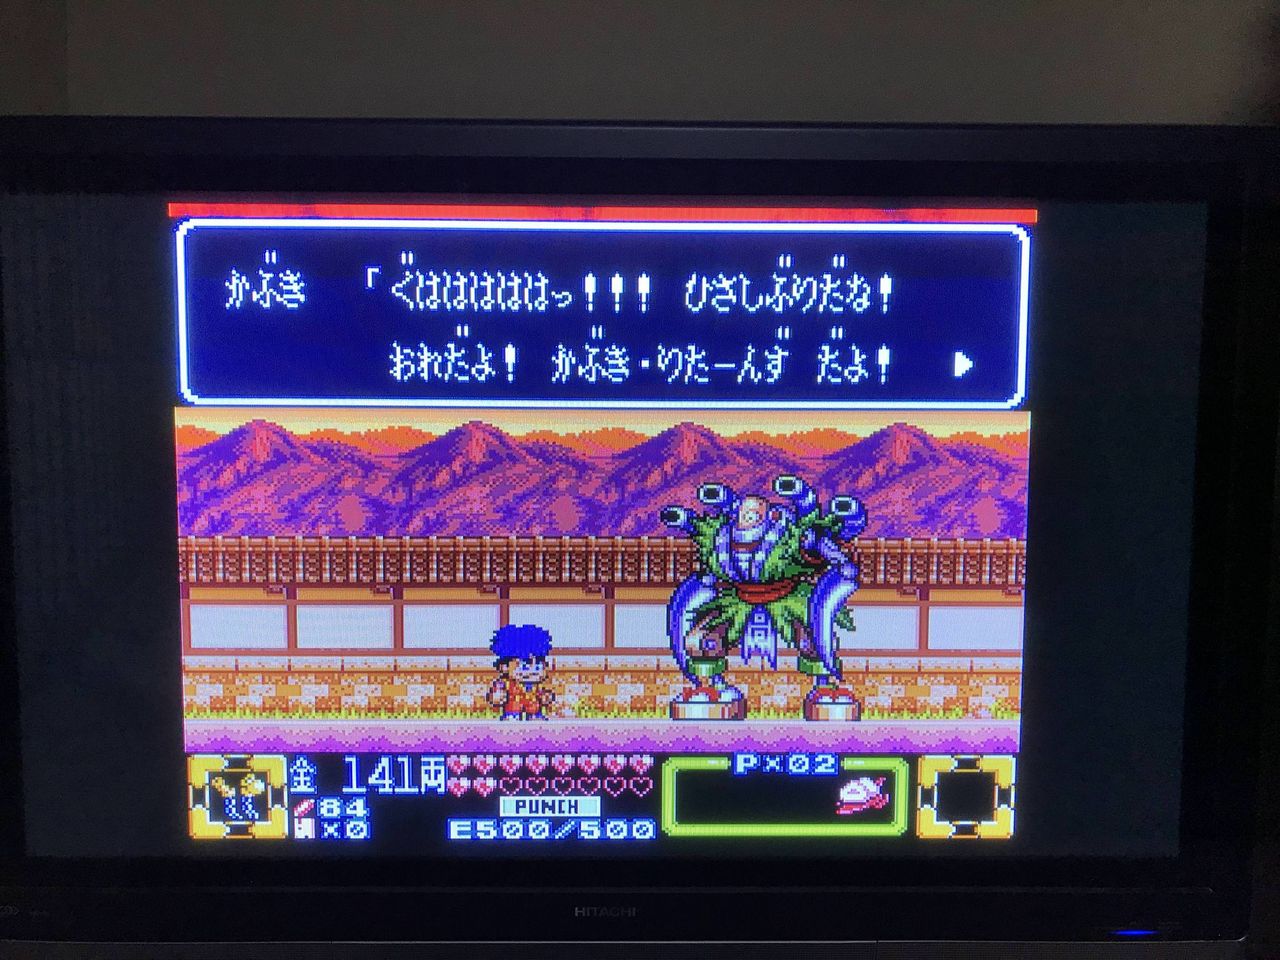 かぶき 「ぐはははははっ!!! ひさしぶりだな!
おれだよ! かぶき・りたーんず だよ!
金 141両
84
×0
PUNCH
E500/500
P×02
HITACHI